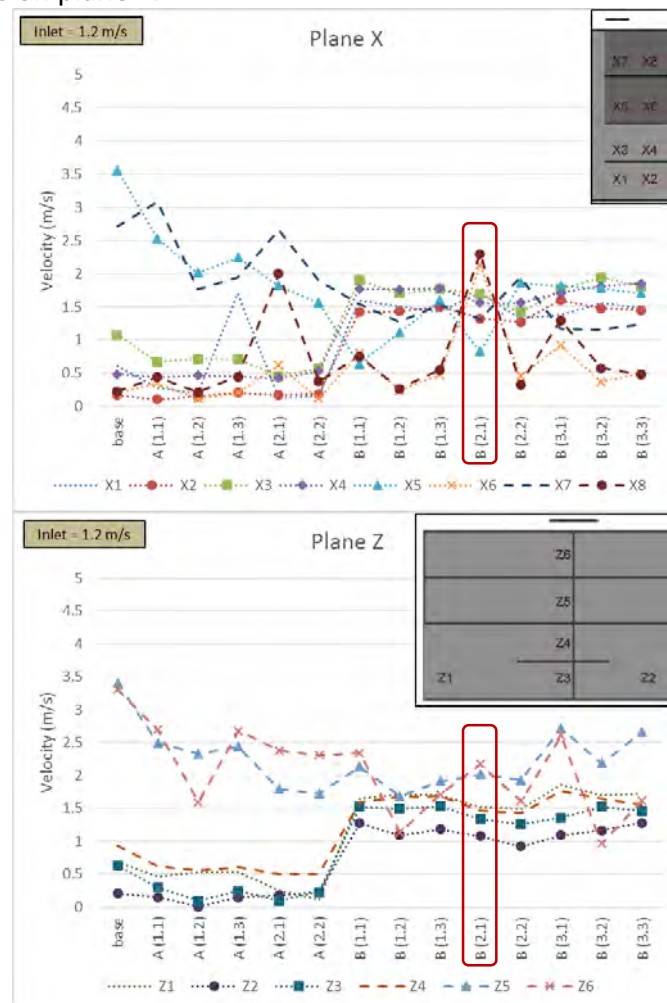 Inlet = 1.2 m/s
Plane X
5
4.5
4
3.5
3
2.5
2
1.5
1
0.5
0
Velocity (m/s)
X7 X8
X5 X6
X3 X4
X1 X2
base
A (1.1)
A (1.2)
A (1.3)
A (2.1)
A (2.2)
B (1.1)
B (1.2)
B (1.3)
B (2.1)
B (2.2)
B (3.1)
B (3.2)
B (3.3)
X1 X2 X3 X4 X5 X6 X7 X8
Inlet = 1.2 m/s
Plane Z
5
4.5
4
3.5
3
2.5
2
1.5
1
0.5
0
Velocity (m/s)
Z6
Z5
Z4
Z1 Z3 Z2
base
A (1.1)
A (1.2)
A (1.3)
A (2.1)
A (2.2)
B (1.1)
B (1.2)
B (1.3)
B (2.1)
B (2.2)
B (3.1)
B (3.2)
B (3.3)
Z1 Z2 Z3 Z4 Z5 Z6